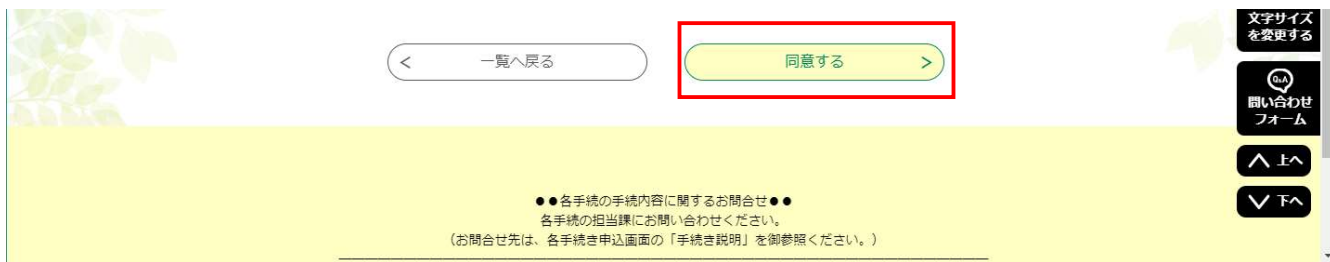 文字サイズ
を変更する
< 一覧へ戻る
同意する >
Q&A
問い合わせ
フォーム
上へ
下へ
●●各手続の手続内容に関するお問合せ●●
各手続の担当課にお問い合わせください。
(お問合せ先は、各手続き申込画面の「手続き説明」を御参照ください。)